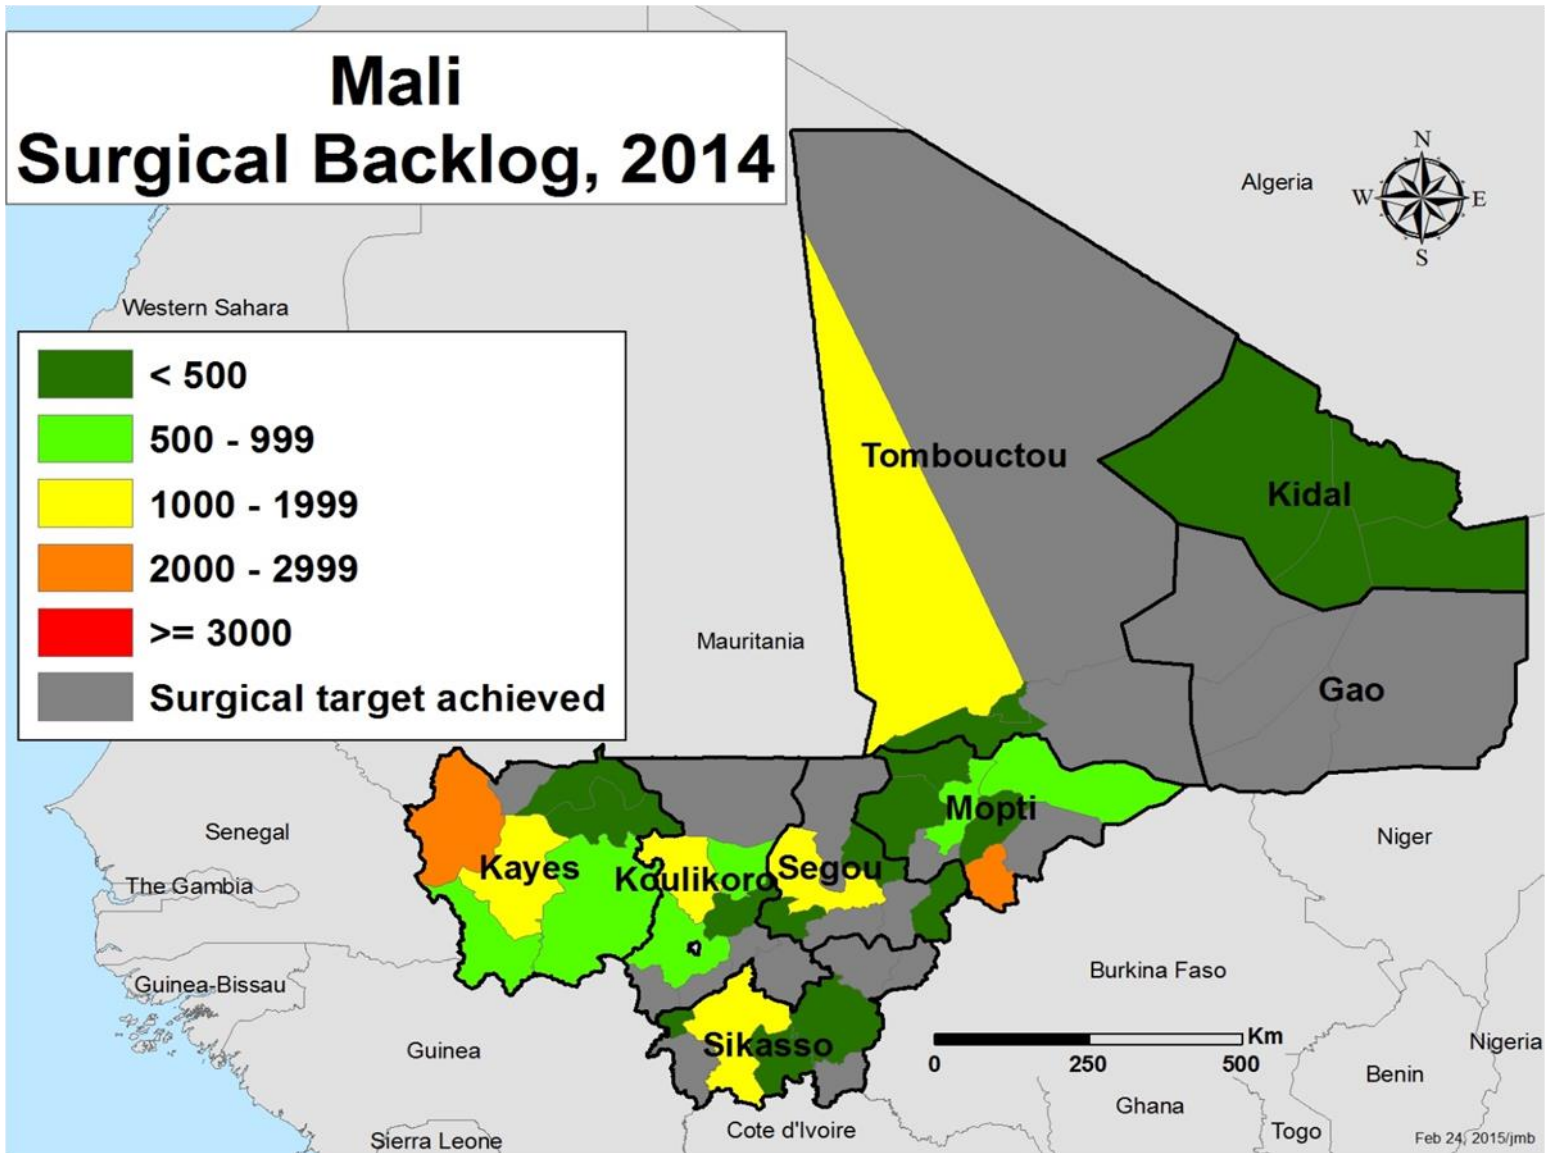 Mali
Surgical Backlog, 2014
N
W
E
S
Algeria
Western Sahara
< 500
500 - 999
1000 - 1999
2000 - 2999
>= 3000
Surgical target achieved
Tombouctou
Kidal
Mauritania
Gao
Mopti
Senegal
Niger
Kayes
Koulikoro
Segou
The Gambia
Burkina Faso
Guinea-Bissau
Sikasso
Km
0
250
500
Nigeria
Guinea
Benin
Ghana
Cote d'Ivoire
Togo
Sierra Leone
Feb 24, 2015/jmb